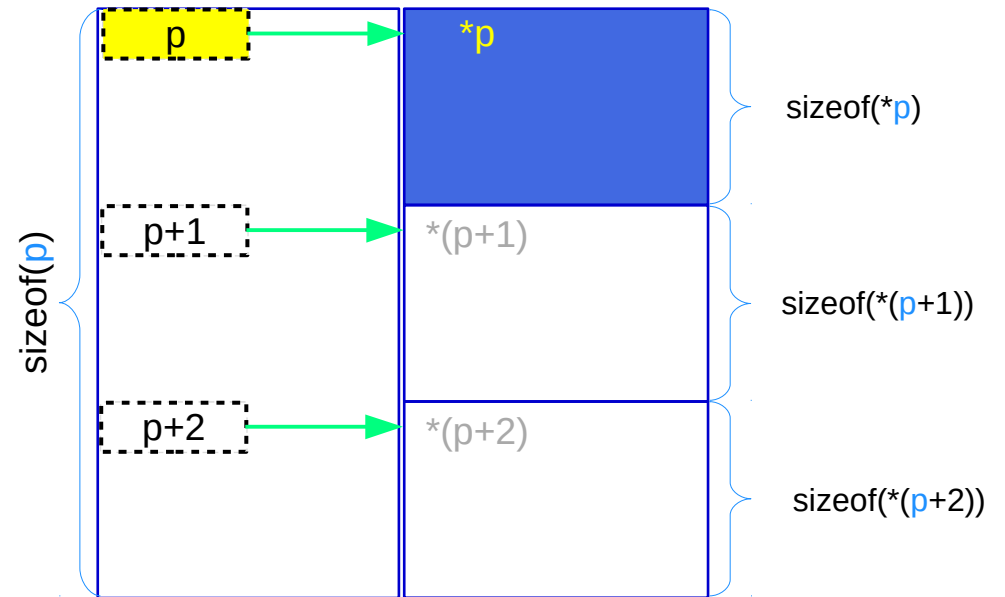 p
*p
sizeof(*p)
sizeof(p)
p+1
*(p+1)
sizeof(*(p+1))
p+2
*(p+2)
sizeof(*(p+2))